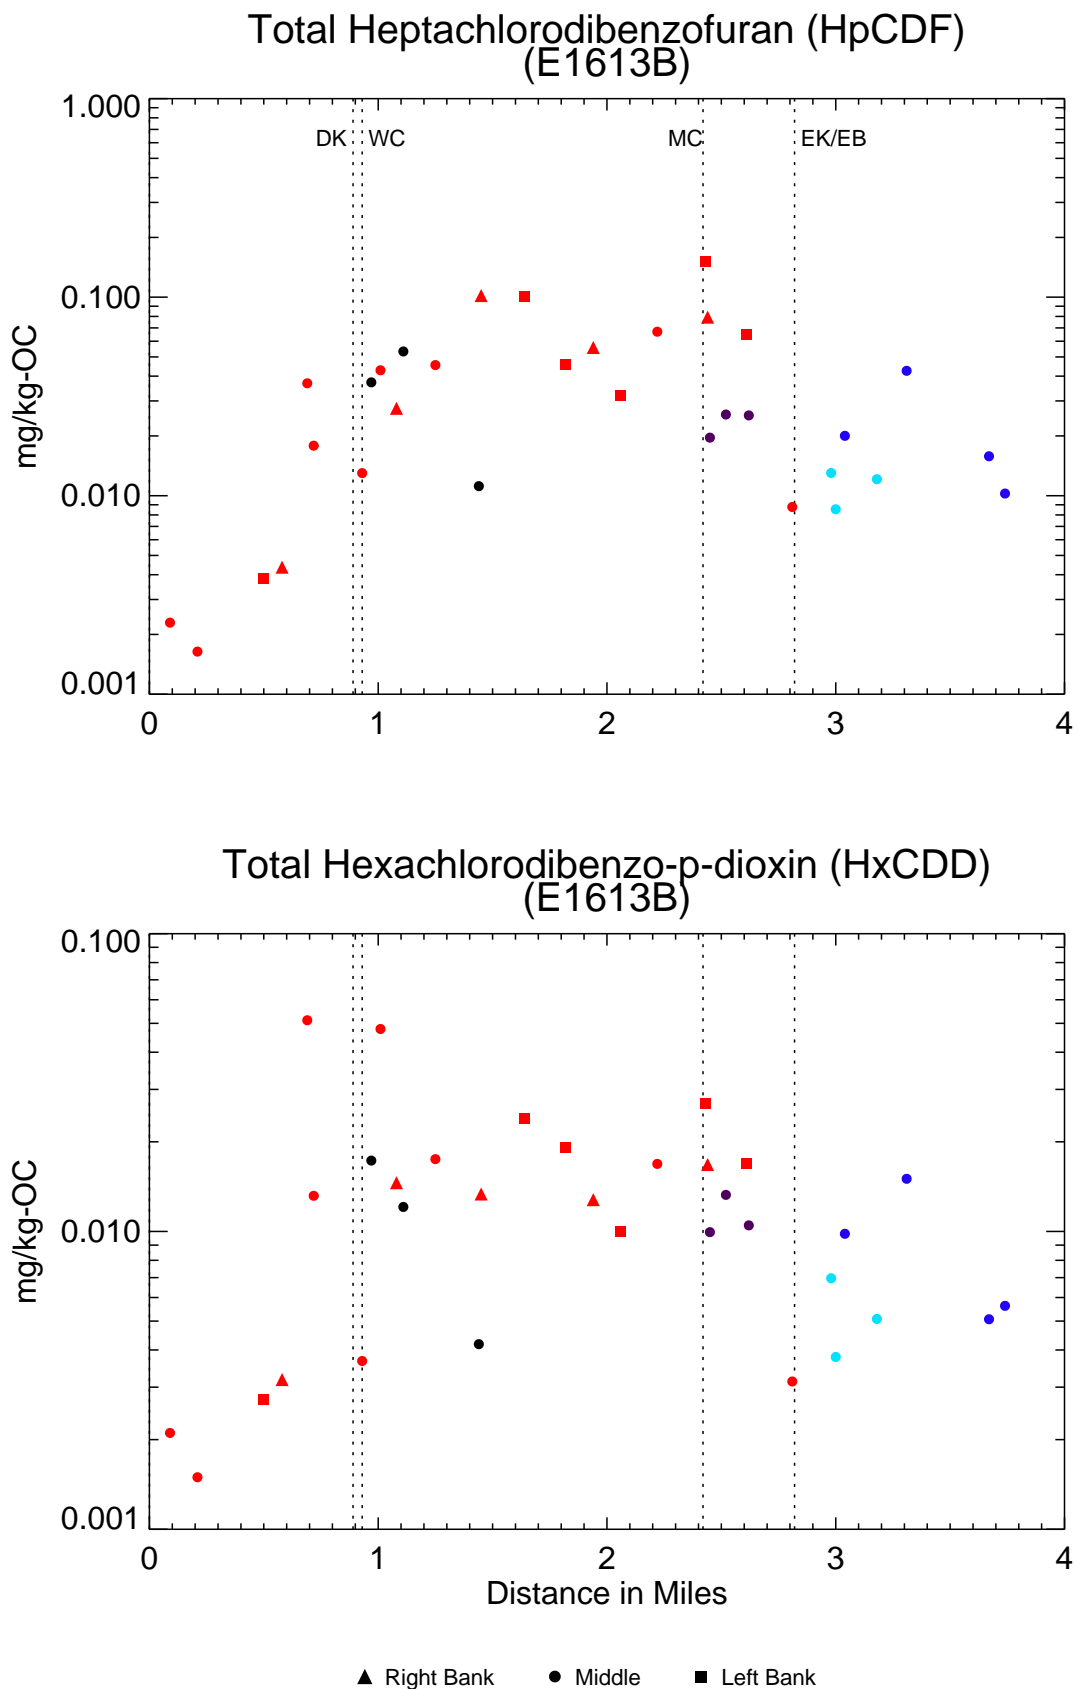 Total Heptachlorodibenzofuran (HpCDF)
(E1613B)
1.000
DK
WC
MC
EK/EB
0.100
mg/kg-OC
0.010
0.001
0 1 2 3 4
Total Hexachlorodibenzo-p-dioxin (HxCDD)
(E1613B)
0.100
mg/kg-OC
0.010
0.001
0 1 2 3 4
Distance in Miles
Right Bank Middle Left Bank